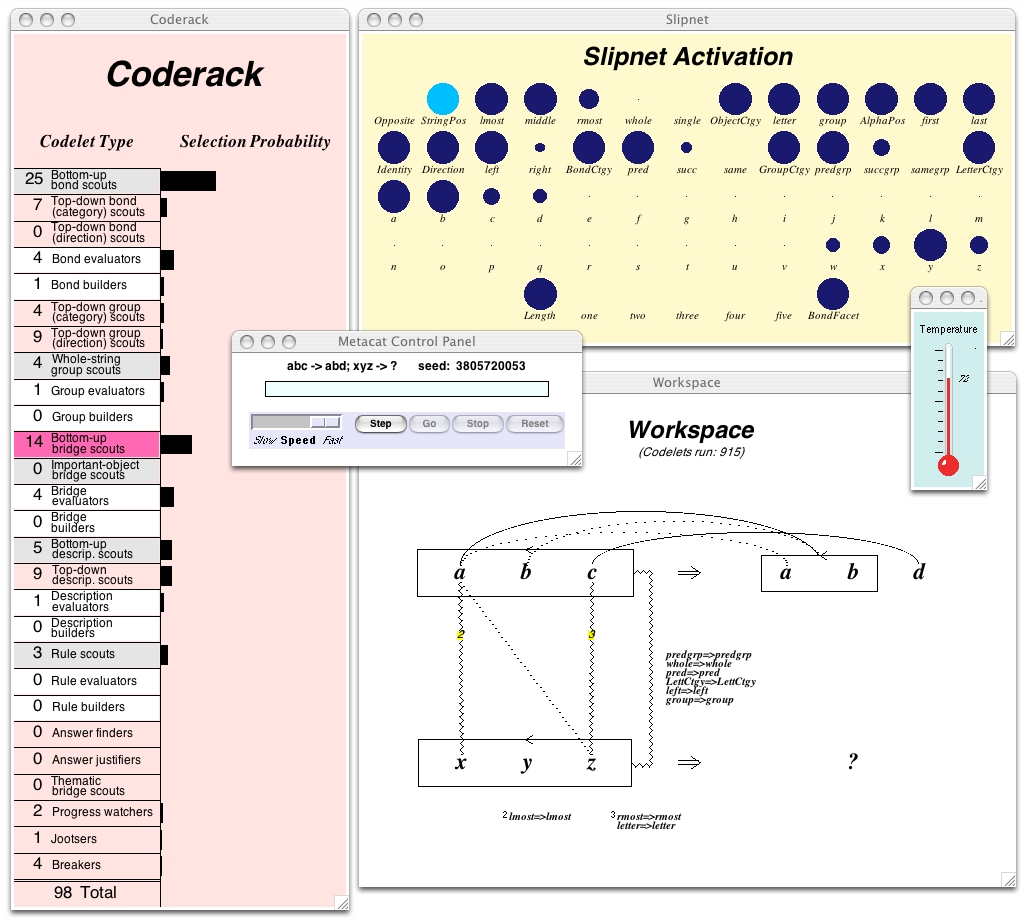 Coderack
Coderack
Codelet Type Selection Probability
25 Bottom-up
bond scouts
7 Top-down bond
(category) scouts
0 Top-down bond
(direction) scouts
4 Bond evaluators
1 Bond builders
4 Top-down group
(category) scouts
9 Top-down group
(direction) scouts
4 Whole-string
group scouts
1 Group evaluators
0 Group builders
14 Bottom-up
bridge scouts
0 Important-object
bridge scouts
4 Bridge
evaluators
0 Bridge
builders
5 Bottom-up
descrip. scouts
9 Top-down
descrip. scouts
1 Description
evaluators
0 Description
builders
3 Rule scouts
0 Rule evaluators
0 Rule builders
0 Answer finders
0 Answer justifiers
0 Thematic
bridge scouts
2 Progress watchers
1 Jootsers
4 Breakers
98 Total
Slipnet
Slipnet Activation
Opposite StringPos lmost middle rmost whole single ObjectCtgy letter group AlphaPos first last
Identity Direction left right BondCtgy pred succ same GroupCtgy predgrp succgrp samegrp LetterCtgy
a b c d e f g h i j k l m
n o p q r s t u v w x y z
Length one two three four five BondFacet
Metacat Control Panel
abc -> abd; xyz -> ? seed: 3805720053
Step Go Stop Reset
Slow Speed Fast
Temperature
72
Workspace
Workspace
(Codelets run: 915)
a b c ⇒ a b d
2 3
predgrp=>predgrp
whole=>whole
pred=>pred
LettCtgy=>LettCtgy
left=>left
group=>group
x y z ⇒ ?
2 lmost=>lmost 3 rmost=>rmost
letter=>letter